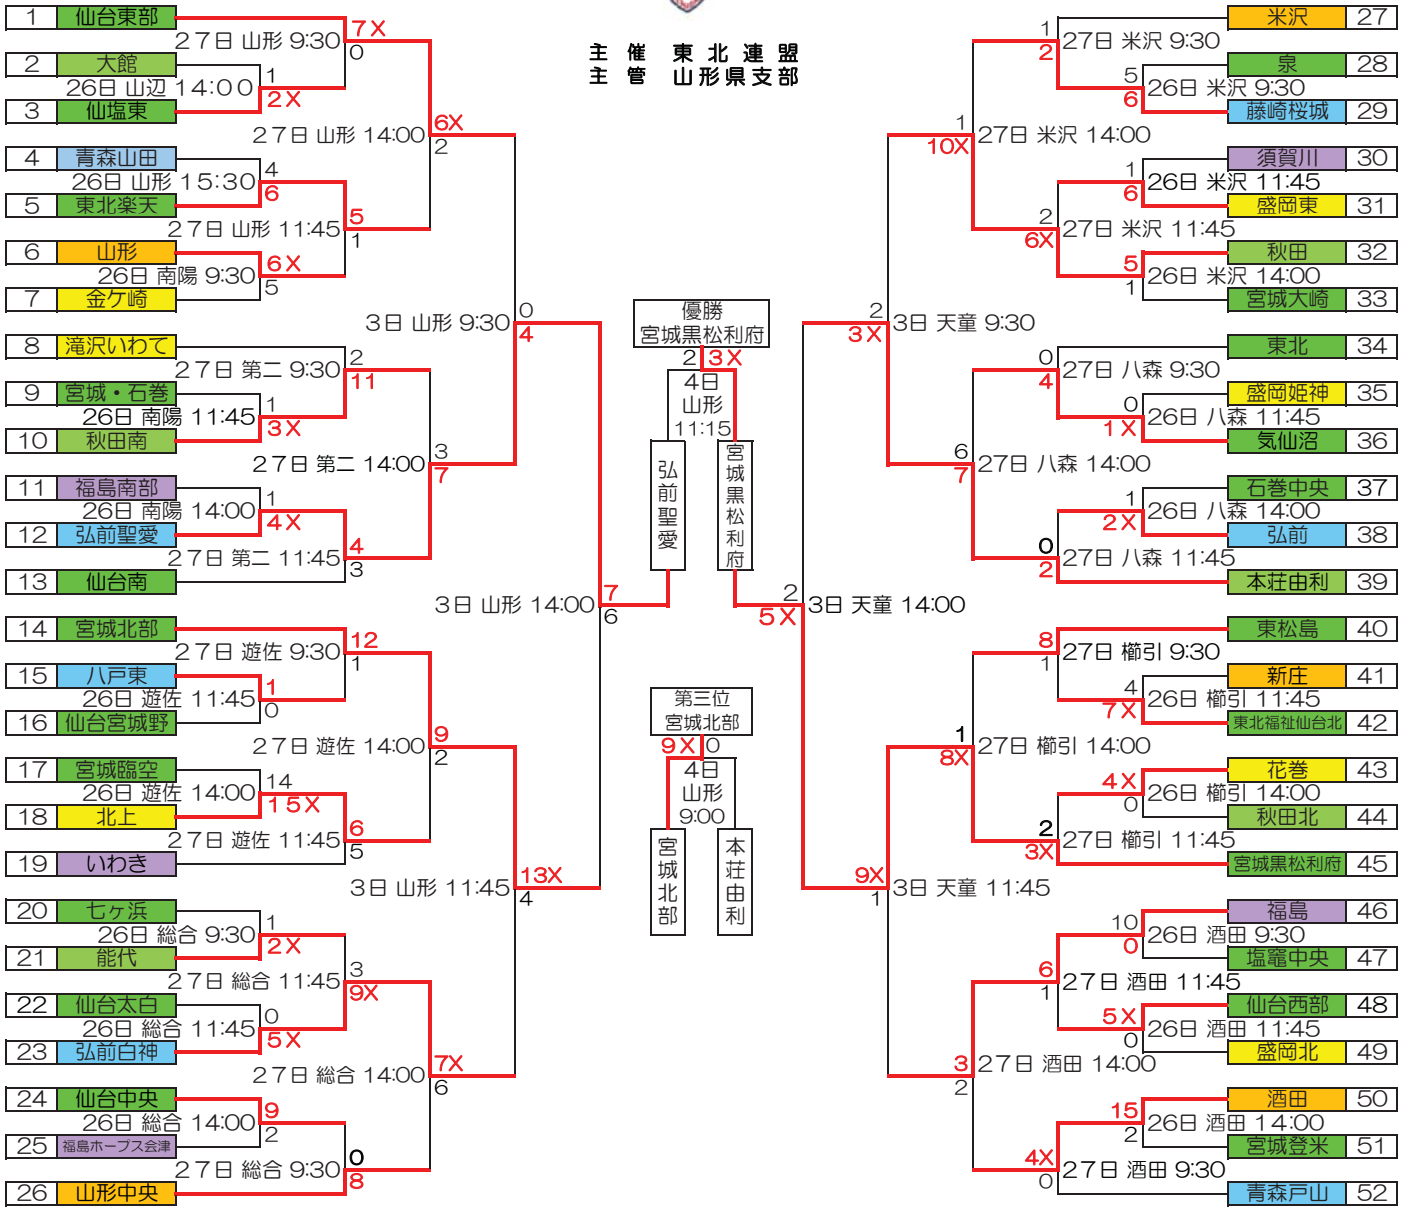 主 催 東 北 連 盟
主 管 山形県支部
1 仙台東部
7X
27日 山形 9:30
0
2 大館
1
26日 山辺 14:00
2X
3 仙塩東
6X
27日 山形 14:00
2
4 青森山田
4
26日 山形 15:30
6
5 東北楽天
5
27日 山形 11:45
1
6 山形
6X
26日 南陽 9:30
5
7 金ケ崎
0
3日 山形 9:30
4
8 滝沢いわて
2
27日 第二 9:30
11
9 宮城・石巻
1
26日 南陽 11:45
3X
10 秋田南
3
27日 第二 14:00
7
11 福島南部
1
26日 南陽 14:00
4X
12 弘前聖愛
4
27日 第二 11:45
3
13 仙台南
7
3日 山形 14:00
6
14 宮城北部
12
27日 遊佐 9:30
1
15 八戸東
1
26日 遊佐 11:45
0
16 仙台宮城野
9
27日 遊佐 14:00
2
17 宮城臨空
14
26日 遊佐 14:00
15X
18 北上
6
27日 遊佐 11:45
5
19 いわき
13X
3日 山形 11:45
4
20 七ヶ浜
1
26日 総合 9:30
2X
21 能代
3
27日 総合 11:45
9X
22 仙台太白
0
26日 総合 11:45
5X
23 弘前白神
7X
27日 総合 14:00
6
24 仙台中央
9
26日 総合 14:00
2
25 福島ホープス会津
0
27日 総合 9:30
8
26 山形中央
優勝
宮城黒松利府
2 3X
4日
山形
11:15
弘前聖愛
宮城黒松利府
第三位
宮城北部
9X 0
4日
山形
9:00
宮城北部
本荘由利
米沢 27
1
27日 米沢 9:30
2
泉 28
5
26日 米沢 9:30
6
藤崎桜城 29
1
27日 米沢 14:00
10X
須賀川 30
1
26日 米沢 11:45
6
盛岡東 31
2
27日 米沢 11:45
6X
秋田 32
5
26日 米沢 14:00
1
宮城大崎 33
2
3日 天童 9:30
3X
東北 34
0
27日 八森 9:30
4
盛岡姫神 35
0
26日 八森 11:45
1X
気仙沼 36
6
27日 八森 14:00
7
石巻中央 37
1
26日 八森 14:00
2X
弘前 38
0
27日 八森 11:45
2
本荘由利 39
2
3日 天童 14:00
5X
東松島 40
8
27日 櫛引 9:30
1
新庄 41
4
26日 櫛引 11:45
7X
東北福祉仙台北 42
1
27日 櫛引 14:00
8X
花巻 43
4X
26日 櫛引 14:00
0
秋田北 44
2
27日 櫛引 11:45
3X
宮城黒松利府 45
9X
3日 天童 11:45
1
福島 46
10
26日 酒田 9:30
0
塩竈中央 47
6
27日 酒田 11:45
1
仙台西部 48
5X
26日 酒田 11:45
0
盛岡北 49
3
27日 酒田 14:00
2
酒田 50
15
26日 酒田 14:00
2
宮城登米 51
4X
27日 酒田 9:30
0
青森戸山 52